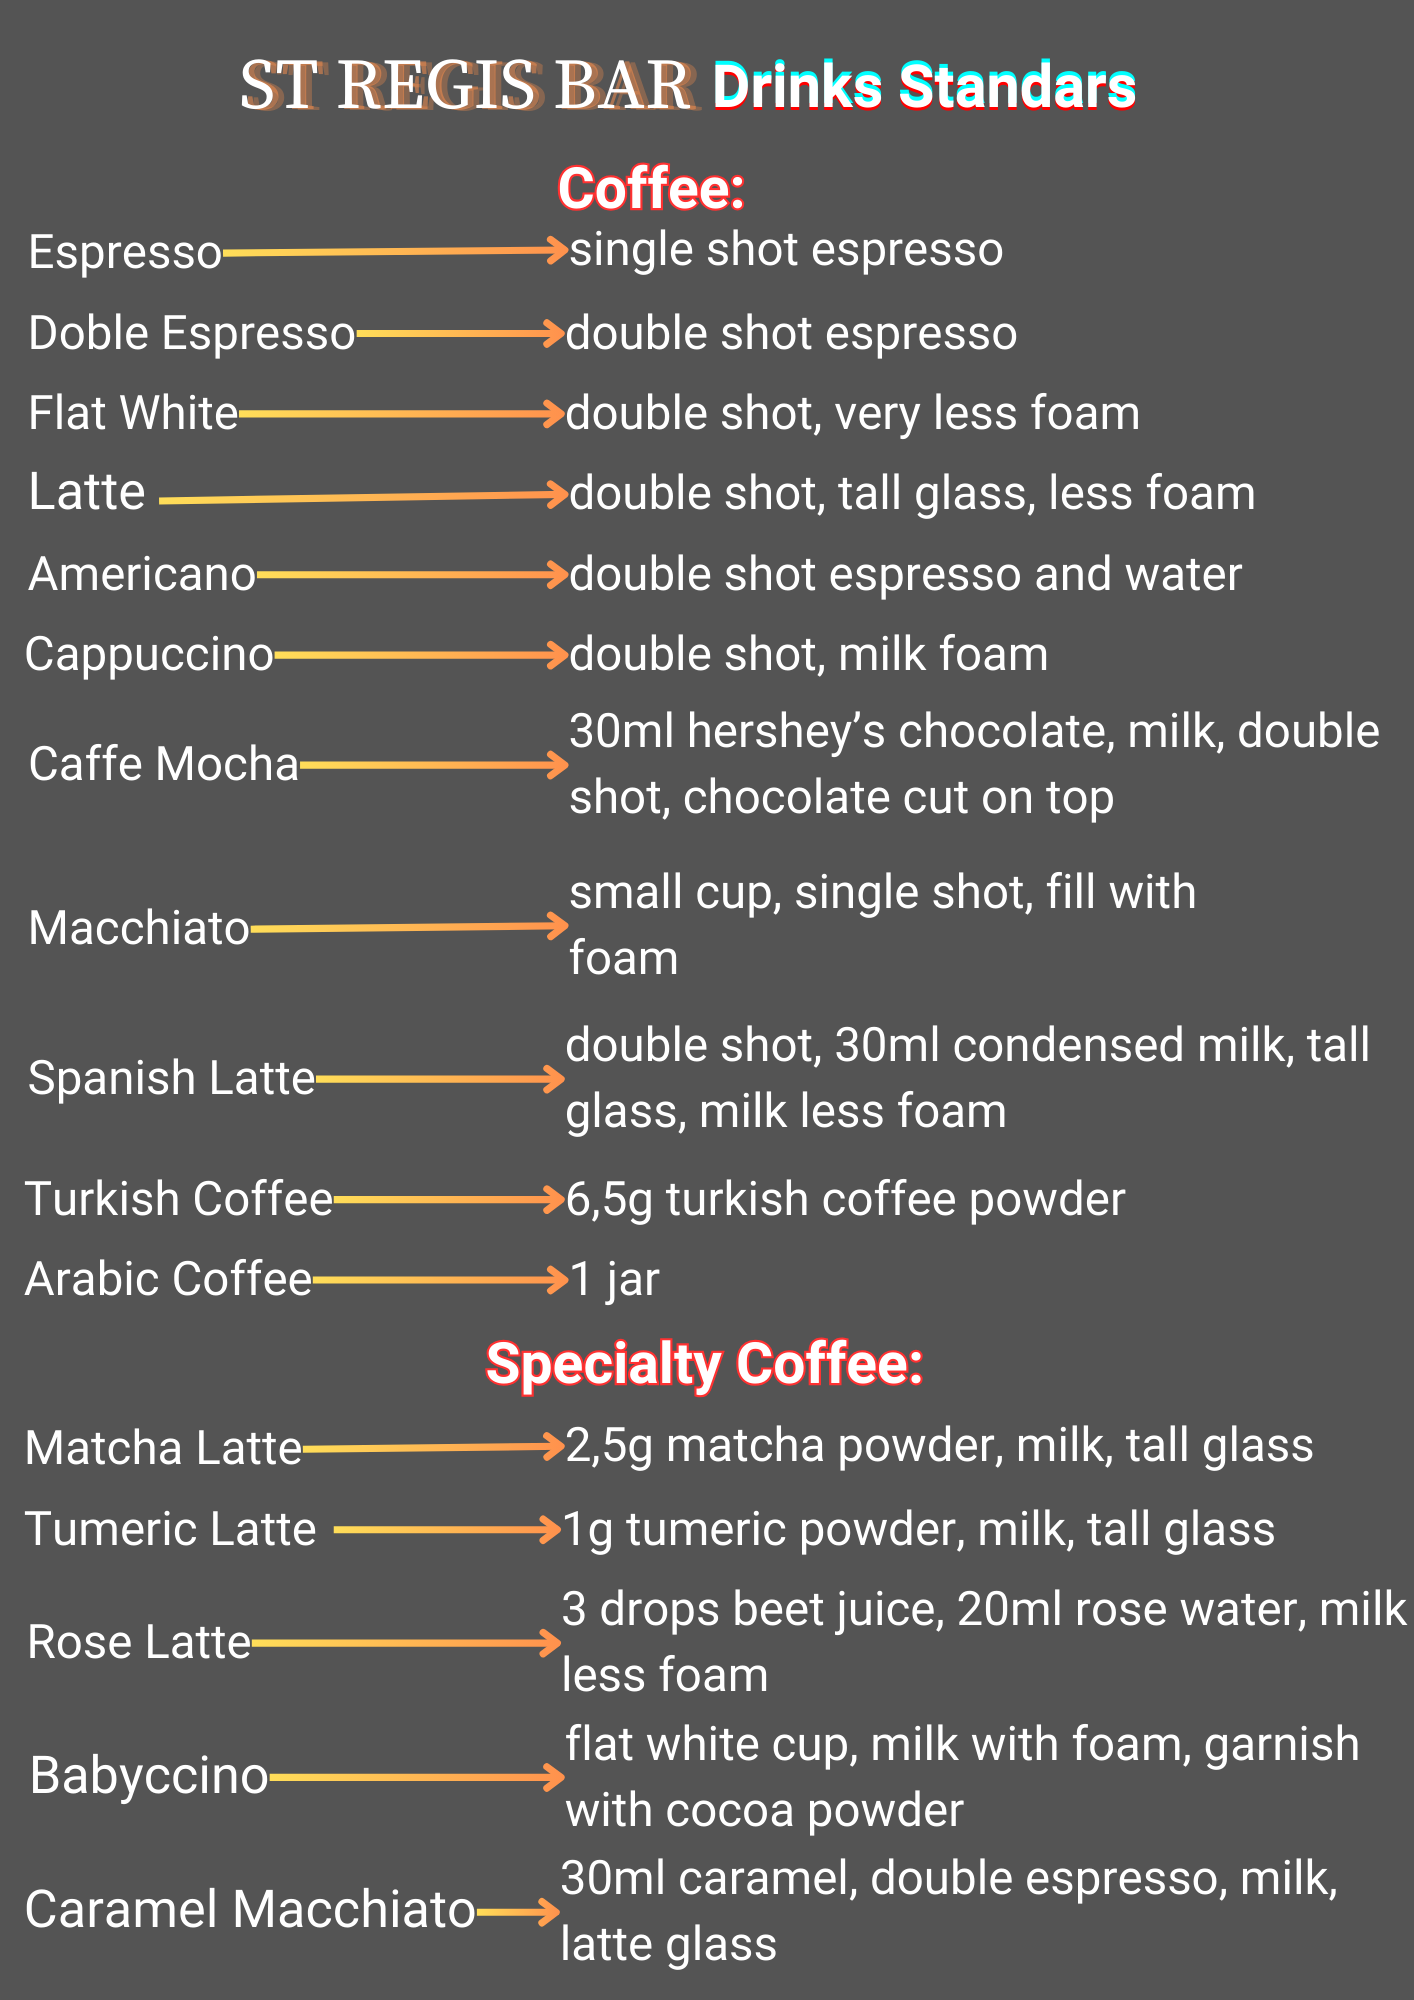 ST REGIS BAR Drinks Standars
Coffee:
Espresso single shot espresso
Doble Espresso double shot espresso
Flat White double shot, very less foam
Latte double shot, tall glass, less foam
Americano double shot espresso and water
Cappuccino double shot, milk foam
Caffe Mocha 30ml hershey’s chocolate, milk, double
shot, chocolate cut on top
Macchiato small cup, single shot, fill with
foam
Spanish Latte double shot, 30ml condensed milk, tall
glass, milk less foam
Turkish Coffee 6,5g turkish coffee powder
Arabic Coffee 1 jar
Specialty Coffee:
Matcha Latte 2,5g matcha powder, milk, tall glass
Tumeric Latte 1g tumeric powder, milk, tall glass
Rose Latte 3 drops beet juice, 20ml rose water, milk
less foam
Babyccino flat white cup, milk with foam, garnish
with cocoa powder
Caramel Macchiato 30ml caramel, double espresso, milk,
latte glass